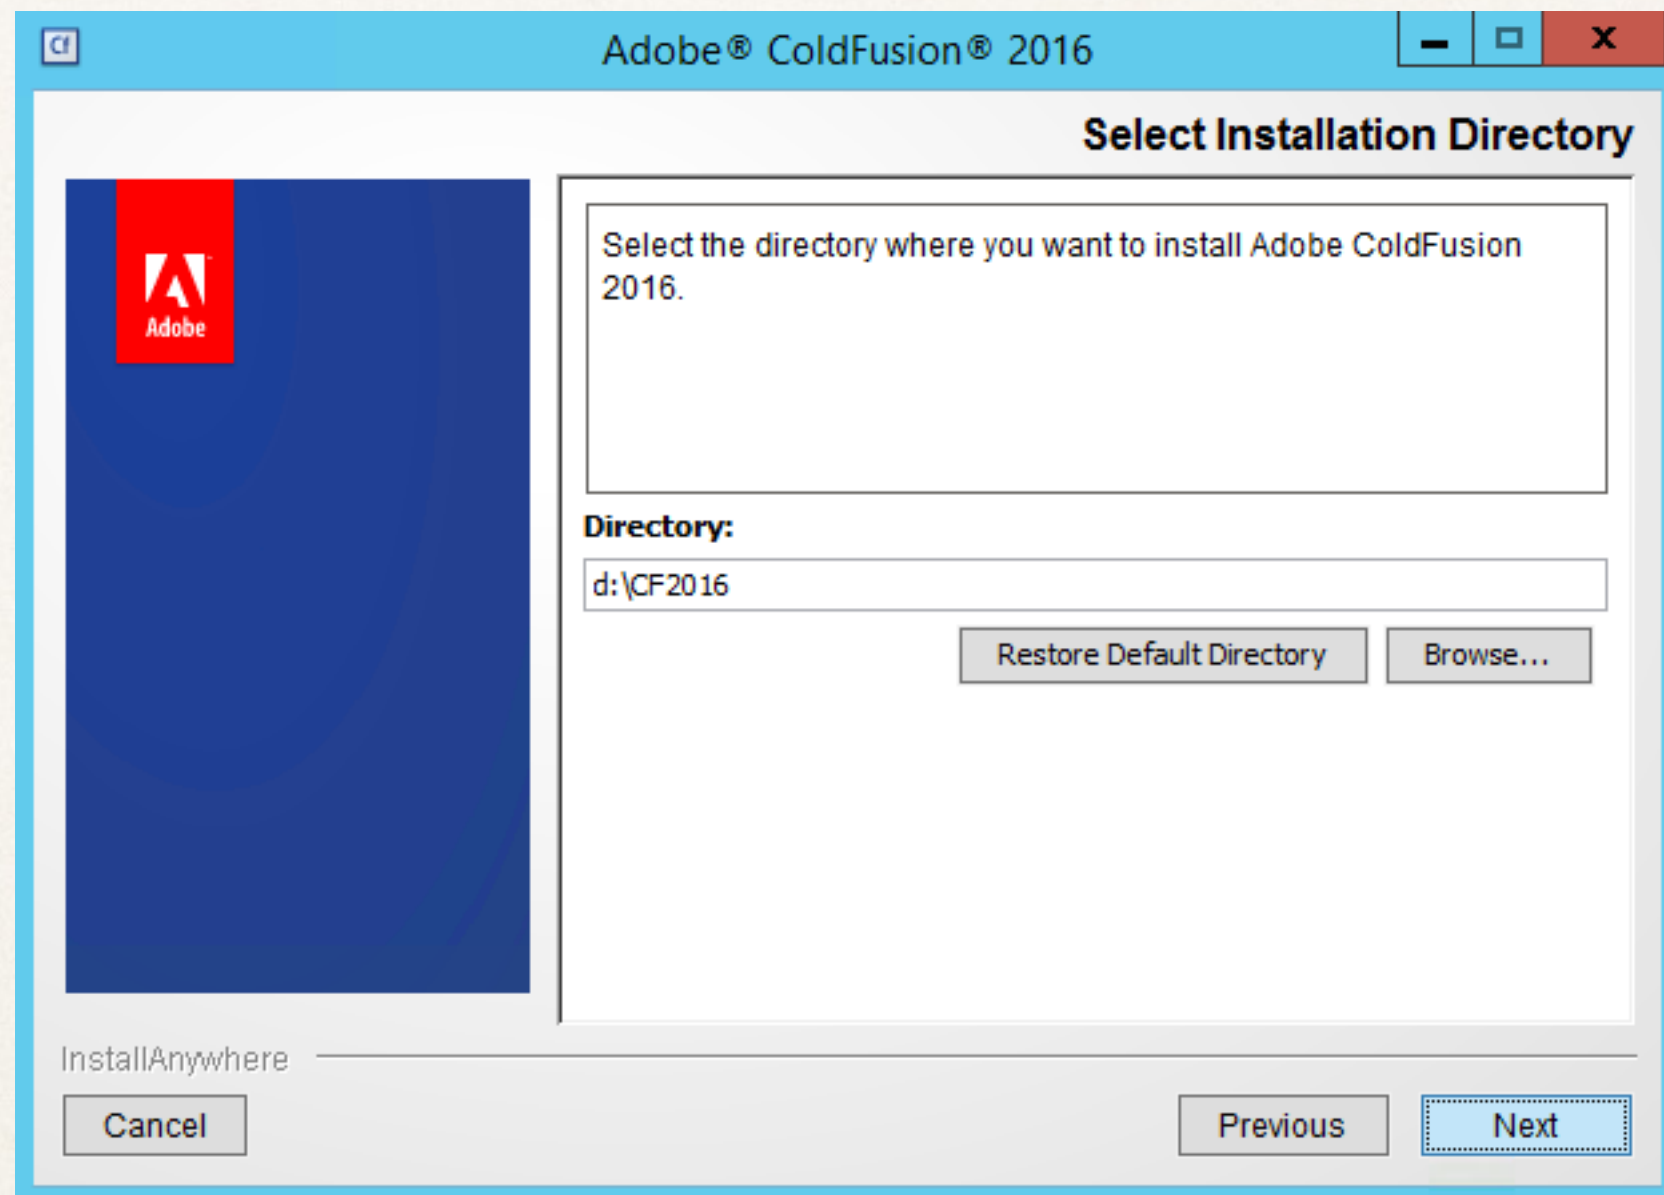 Cf
Adobe® ColdFusion® 2016
Select Installation Directory
Adobe
Select the directory where you want to install Adobe ColdFusion
2016.
Directory:
d:\CF2016
Restore Default Directory
Browse...
InstallAnywhere
Cancel
Previous
Next